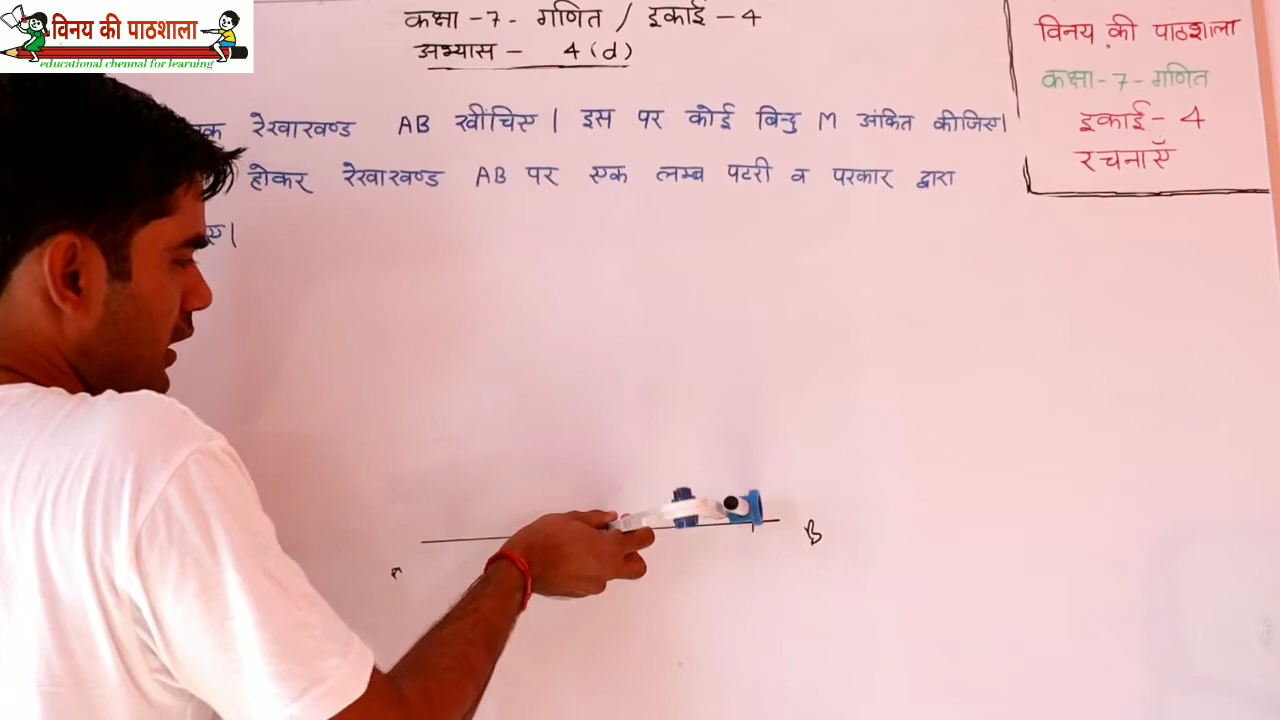 विनय की पाठशाला
educational chennal for learning
कक्षा - 7 - गणित / इकाई - 4
अभ्यास - 4 (d)
रेखाखण्ड AB खींचिए। इस पर कोई बिन्दु M अंकित कीजिए।
होकर रेखाखण्ड AB पर एक लम्ब पटरी व परकार द्वारा
विनय की पाठशाला
कक्षा - 7 - गणित
इकाई - 4
रचनाएँ
B